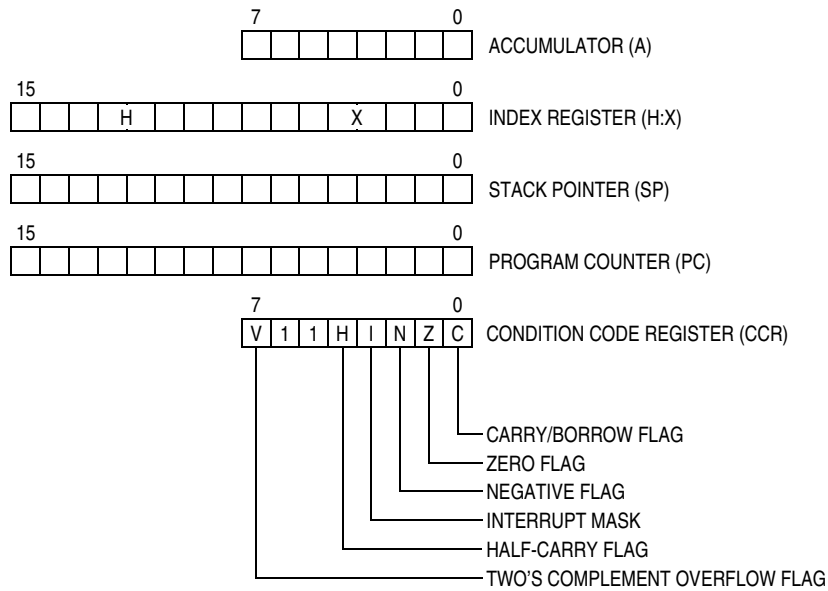 7 0
ACCUMULATOR (A)
15 0
H X INDEX REGISTER (H:X)
15 0
STACK POINTER (SP)
15 0
PROGRAM COUNTER (PC)
7 0
V 1 1 H I N Z C CONDITION CODE REGISTER (CCR)
CARRY/BORROW FLAG
ZERO FLAG
NEGATIVE FLAG
INTERRUPT MASK
HALF-CARRY FLAG
TWO'S COMPLEMENT OVERFLOW FLAG